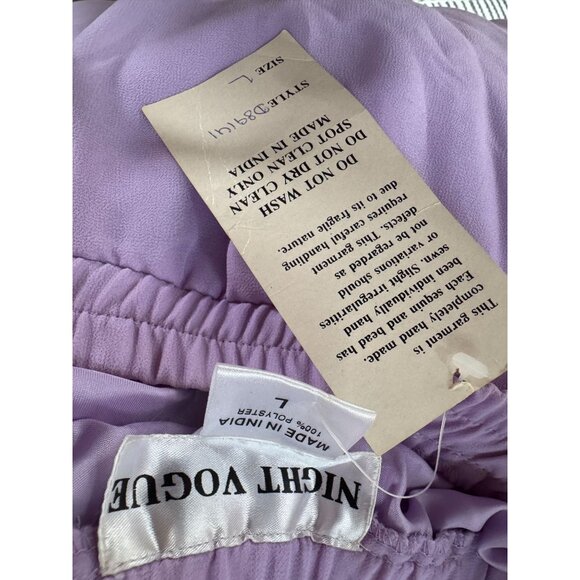 This garment is
completely hand made.
Each sequin and bead has
been individually hand
sewn. Slight irregularities
or variations should
not be regarded as
defects. This garment
requires careful handling
due to its fragile nature.
DO NOT WASH
DO NOT DRY CLEAN
SPOT CLEAN ONLY
MADE IN INDIA
STYLE D89141
SIZE L
NIGHT VOGUE
L
MADE IN INDIA
100% POLYSTER